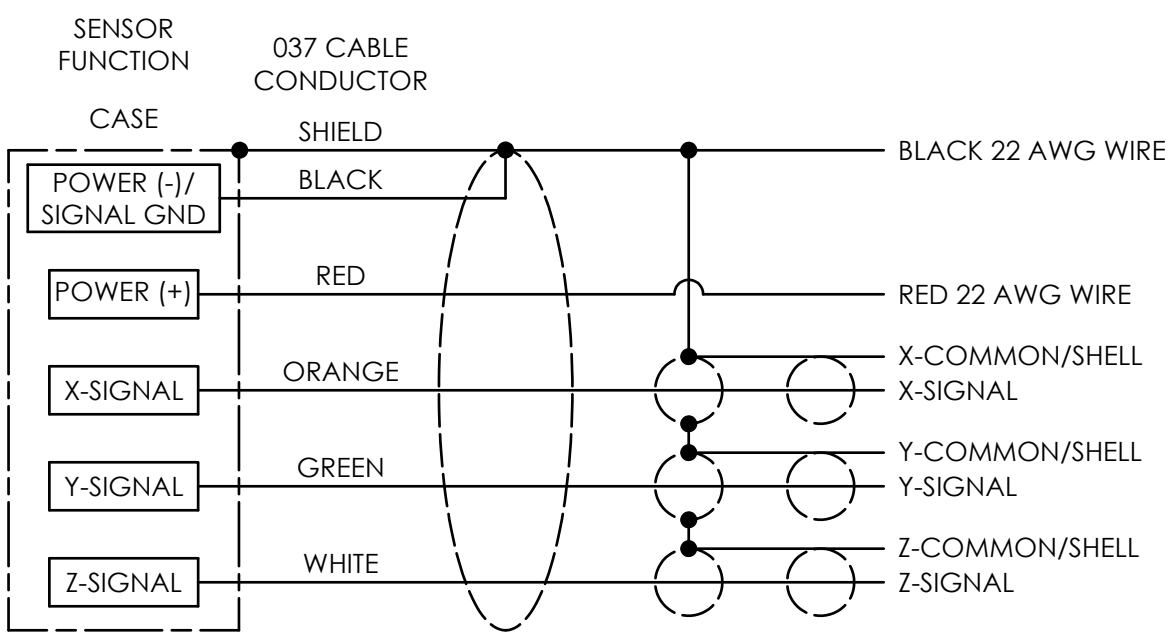 SENSOR
FUNCTION
037 CABLE
CONDUCTOR
CASE
SHIELD
BLACK 22 AWG WIRE
POWER (-)/
SIGNAL GND
BLACK
POWER (+)
RED
RED 22 AWG WIRE
X-COMMON/SHELL
X-SIGNAL
ORANGE
X-SIGNAL
Y-COMMON/SHELL
Y-SIGNAL
GREEN
Y-SIGNAL
Z-COMMON/SHELL
Z-SIGNAL
WHITE
Z-SIGNAL